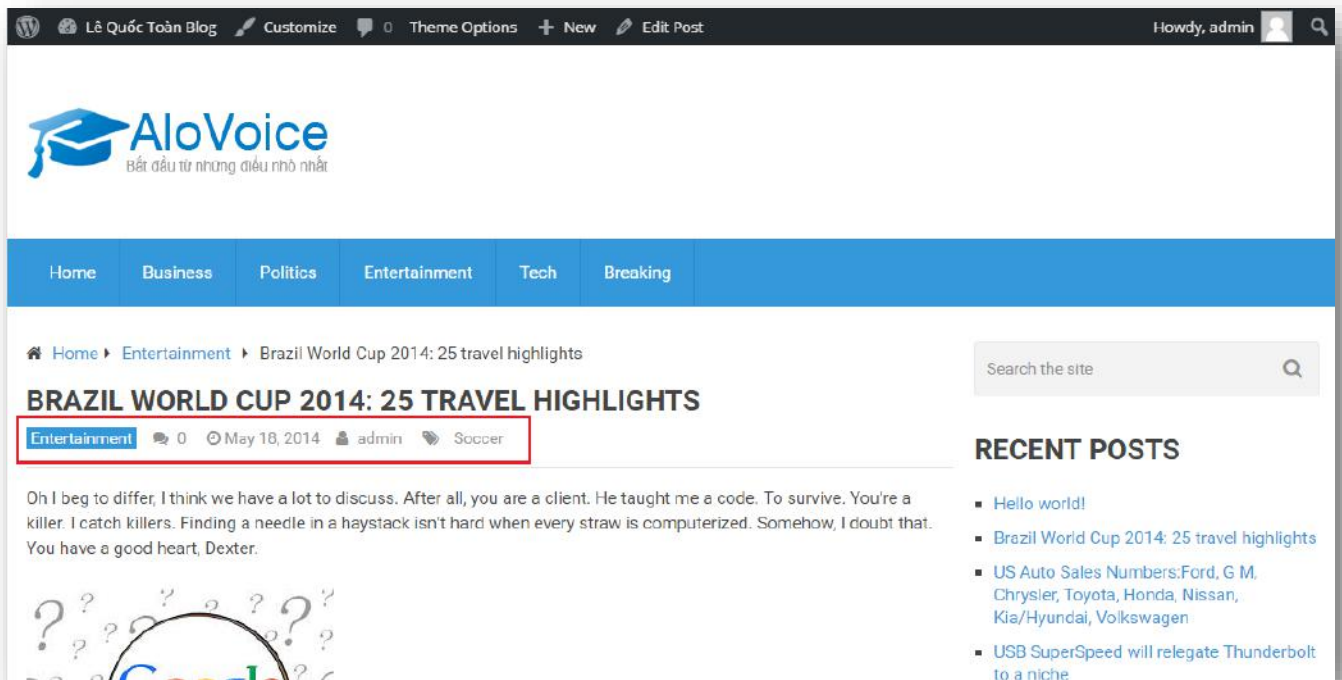 Lê Quốc Toàn Blog Customize 0 Theme Options New Edit Post Howdy, admin
AloVoice
Bắt đầu từ những điều nhỏ nhất
Home Business Politics Entertainment Tech Breaking
Home Entertainment Brazil World Cup 2014: 25 travel highlights
BRAZIL WORLD CUP 2014: 25 TRAVEL HIGHLIGHTS
Entertainment 0 May 18, 2014 admin Soccer
Oh I beg to differ, I think we have a lot to discuss. After all, you are a client. He taught me a code. To survive. You're a
killer. I catch killers. Finding a needle in a haystack isn't hard when every straw is computerized. Somehow, I doubt that.
You have a good heart, Dexter.
? ? ? ? ? ? ? ? ? ?
Google
Search the site
RECENT POSTS
Hello world!
Brazil World Cup 2014: 25 travel highlights
US Auto Sales Numbers:Ford, G M,
Chrysler, Toyota, Honda, Nissan,
Kia/Hyundai, Volkswagen
USB SuperSpeed will relegate Thunderbolt
to a niche